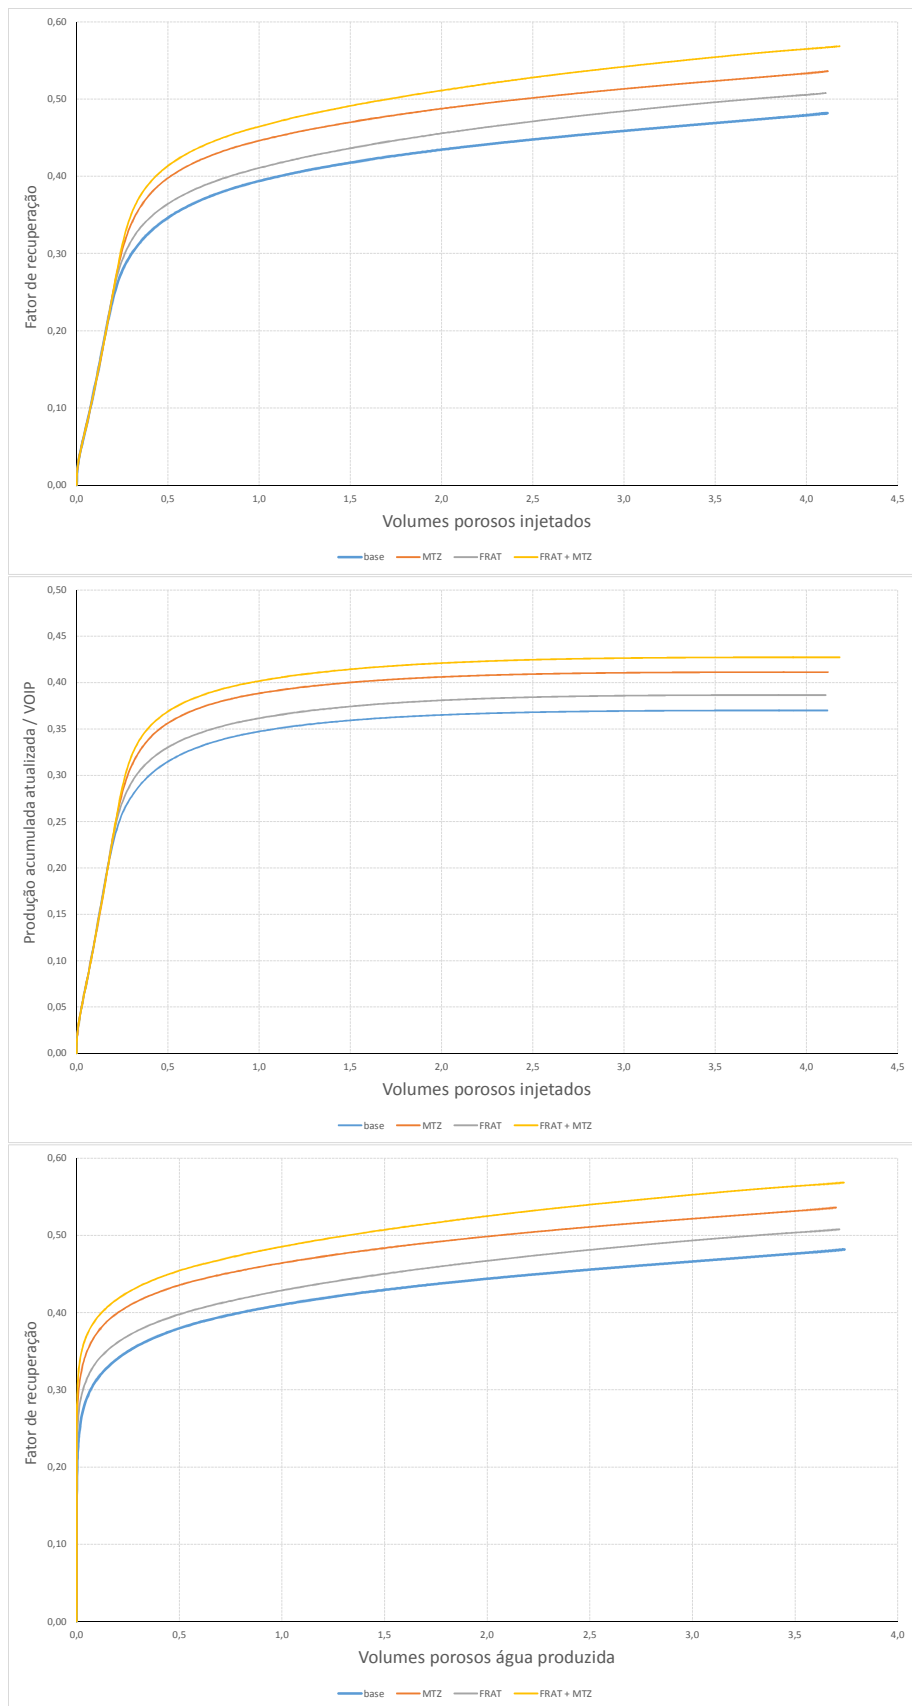 0,60
0,50
0,40
0,30
0,20
0,10
0,00
Fator de recuperação
0,0 0,5 1,0 1,5 2,0 2,5 3,0 3,5 4,0 4,5
Volumes porosos injetados
base MTZ FRAT FRAT + MTZ
0,50
0,45
0,40
0,35
0,30
0,25
0,20
0,15
0,10
0,05
0,00
Produção acumulada atualizada / VOIP
0,0 0,5 1,0 1,5 2,0 2,5 3,0 3,5 4,0 4,5
Volumes porosos injetados
base MTZ FRAT FRAT + MTZ
0,60
0,50
0,40
0,30
0,20
0,10
0,00
Fator de recuperação
0,0 0,5 1,0 1,5 2,0 2,5 3,0 3,5 4,0
Volumes porosos água produzida
base MTZ FRAT FRAT + MTZ